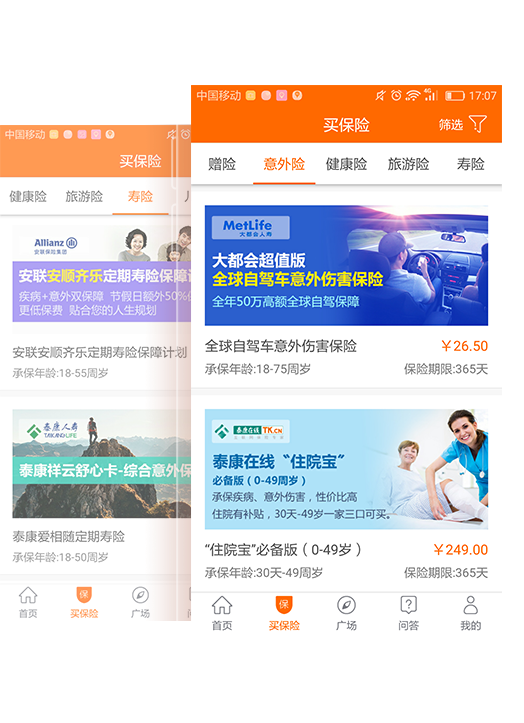 中国移动
买保险
健康险 旅游险 寿险
Allianz
安联保险集团
安联安顺齐乐定期寿险保障
疾病+意外双保障 节假日额外50%
更低保费 贴合您的人生规划
安联安顺齐乐定期寿险保障计划
承保年龄:18-55周岁
泰康人寿
TAIKANG LIFE
泰康祥云舒心卡-综合意外保
泰康爱相随定期寿险
承保年龄:18-50周岁
首页 买保险 广场
保
中国移动 4G 17:07
买保险 筛选
赠险 意外险 健康险 旅游险 寿险
MetLife
大都会人寿
大都会超值版
全球自驾车意外伤害保险
全年50万高额全球自驾保障
全球自驾车意外伤害保险 ¥26.50
承保年龄:18-75周岁 保险期限:365天
泰康在线 TK.CN
泰康在线“住院宝”
必备版（0-49周岁）
承保疾病、意外伤害，性价比高
住院有补贴，30天-49岁一家三口可买。
“住院宝”必备版（0-49岁） ¥249.00
承保年龄:30天-49周岁 保险期限:365天
保
首页 买保险 广场 问答 我的